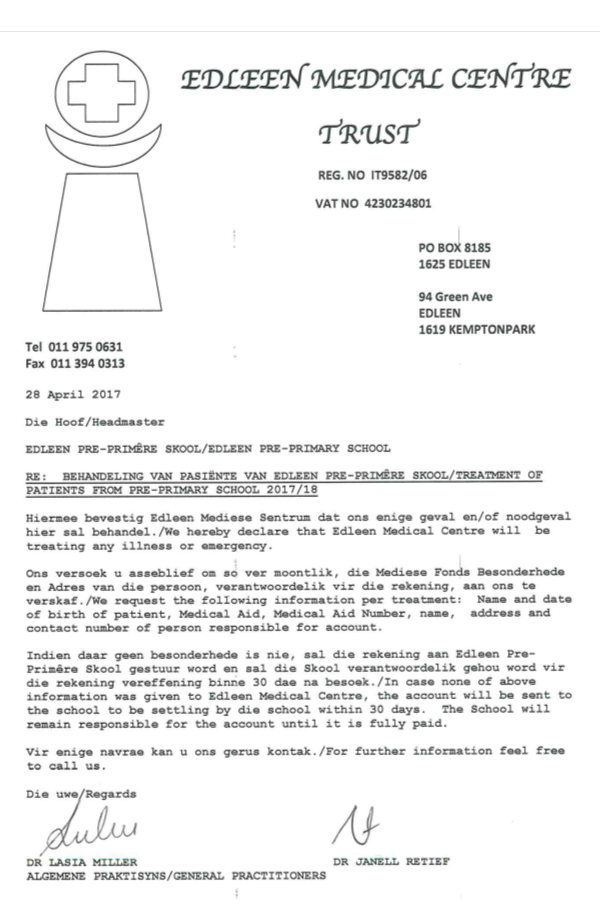 EDLEEN MEDICAL CENTRE
TRUST
REG. NO IT9582/06
VAT NO 4230234801
PO BOX 8185
1625 EDLEEN
94 Green Ave
EDLEEN
1619 KEMPTONPARK
Tel 011 975 0631
Fax 011 394 0313
28 April 2017
Die Hoof/Headmaster
EDLEEN PRE-PRIMÊRE SKOOL/EDLEEN PRE-PRIMARY SCHOOL
RE: BEHANDELING VAN PASIËNTE VAN EDLEEN PRE-PRIMÊRE SKOOL/TREATMENT OF
PATIENTS FROM PRE-PRIMARY SCHOOL 2017/18
Hiermee bevestig Edleen Mediese Sentrum dat ons enige geval en/of noodgeval
hier sal behandel./We hereby declare that Edleen Medical Centre will be
treating any illness or emergency.
Ons versoek u asseblief om so ver moontlik, die Mediese Fonds Besonderhede
en Adres van die persoon, verantwoordelik vir die rekening, aan ons te
verskaf./We request the following information per treatment: Name and date
of birth of patient, Medical Aid, Medical Aid Number, name, address and
contact number of person responsible for account.
Indien daar geen besonderhede is nie, sal die rekening aan Edleen Pre-
Primêre Skool gestuur word en sal die Skool verantwoordelik gehou word vir
die rekening vereffening binne 30 dae na besoek./In case none of above
information was given to Edleen Medical Centre, the account will be sent to
the school to be settling by die school within 30 days. The School will
remain responsible for the account until it is fully paid.
Vir enige navrae kan u ons gerus kontak./For further information feel free
to call us.
Die uwe/Regards
DR LASIA MILLER DR JANELL RETIEF
ALGEMENE PRAKTISYNS/GENERAL PRACTITIONERS